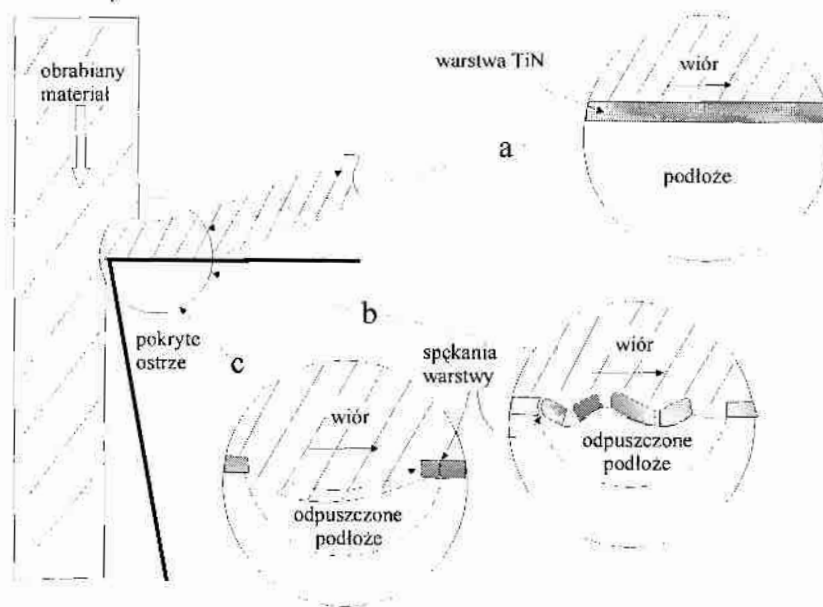 obrabiany
materiał
warstwa TiN
wiór
a
podłoże
pokryte
ostrze
b
c
spękania
warstwy
wiór
odpuszczone
podłoże
wiór
odpuszczone
podłoże